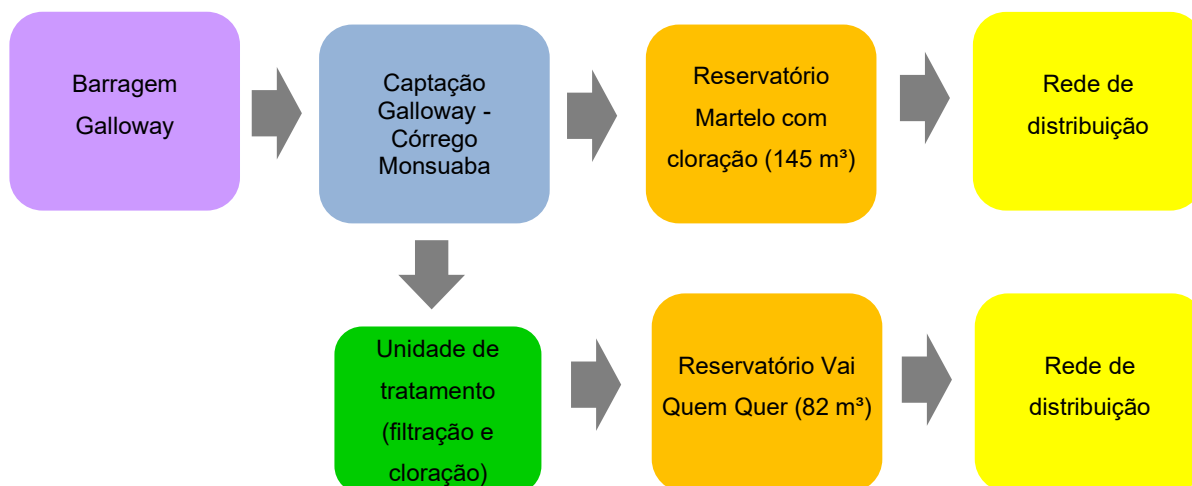 Barragem
Galloway
Captação
Galloway -
Córrego
Monsuaba
Reservatório
Martelo com
cloração (145 m³)
Rede de
distribuição
Unidade de
tratamento
(filtração e
cloração)
Reservatório Vai
Quem Quer (82 m³)
Rede de
distribuição